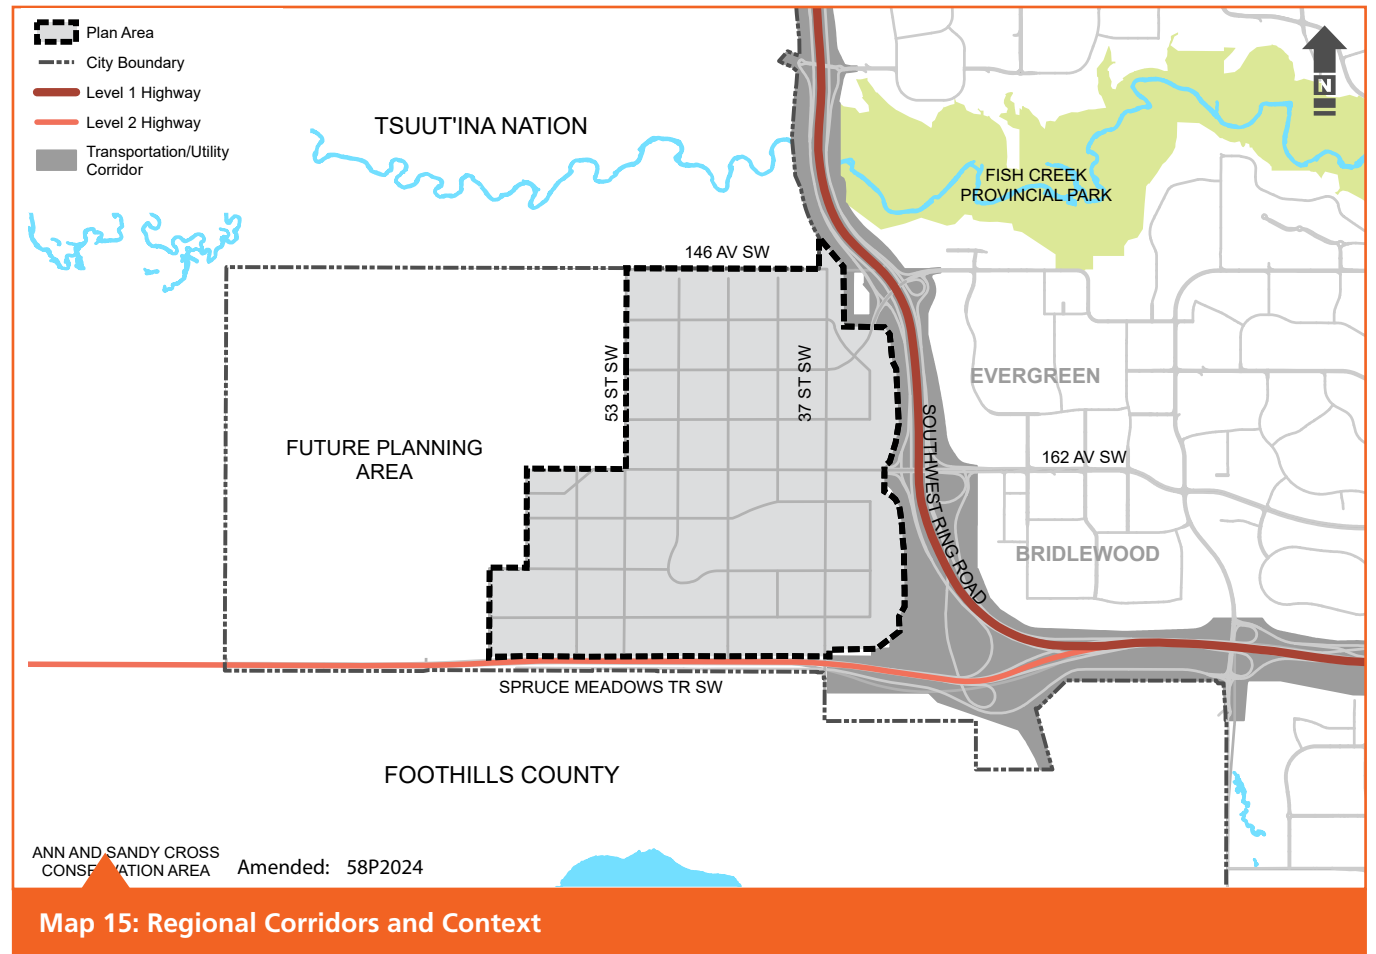 Plan Area
City Boundary
Level 1 Highway
Level 2 Highway
Transportation/Utility
Corridor
TSUUT'INA NATION
N
FISH CREEK
PROVINCIAL PARK
146 AV SW
53 ST SW
37 ST SW
EVERGREEN
SOUTHWEST RING ROAD
FUTURE PLANNING
AREA
162 AV SW
BRIDLEWOOD
SPRUCE MEADOWS TR SW
FOOTHILLS COUNTY
ANN AND SANDY CROSS
CONSERVATION AREA
Amended: 58P2024
Map 15: Regional Corridors and Context